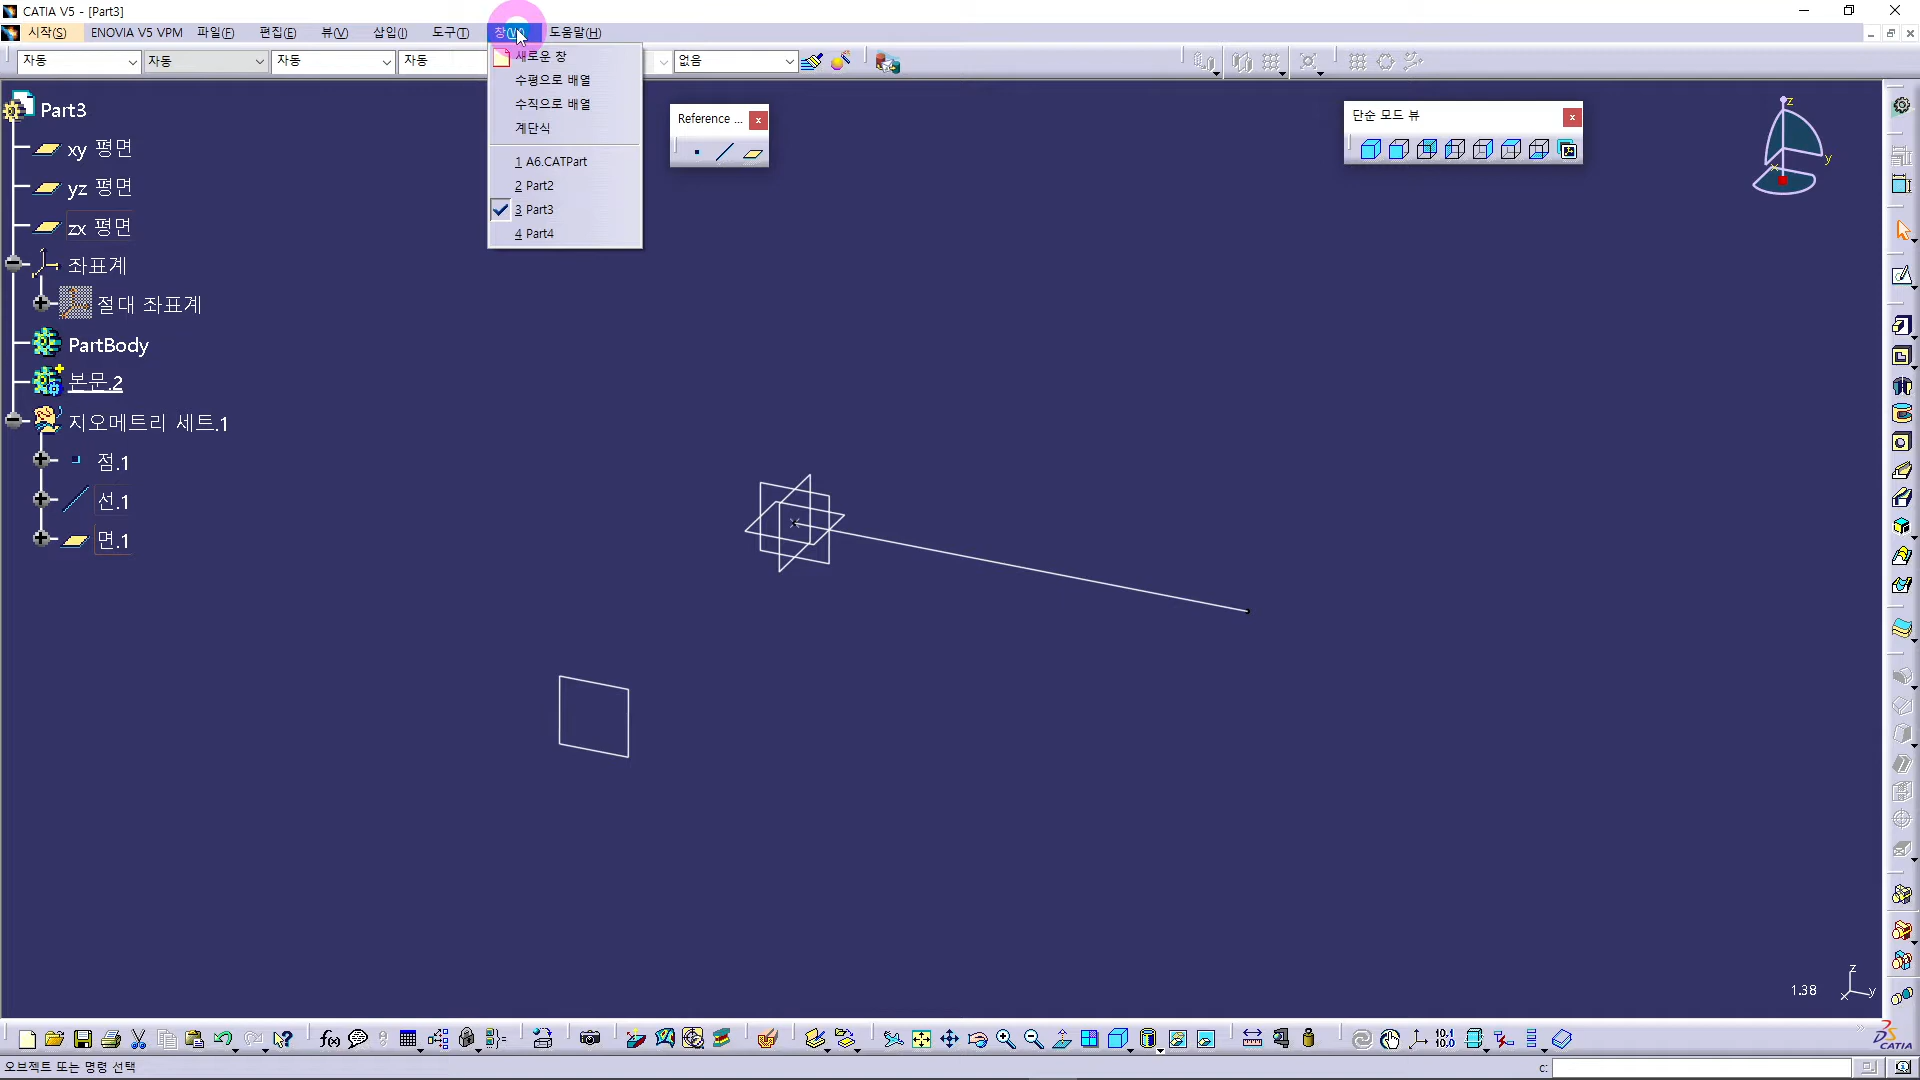 CATIA V5 - [Part3]
시작(S) ENOVIA V5 VPM 파일(F) 편집(E) 뷰(V) 삽입(I) 도구(T) 창(W) 도움말(H)
자동 자동 자동 자동 없음
새로운 창
수평으로 배열
수직으로 배열
계단식
1 A6.CATPart
2 Part2
3 Part3
4 Part4
Reference ...
단순 모드 뷰
z
y
x
Part3
xy 평면
yz 평면
zx 평면
좌표계
절대 좌표계
PartBody
본문.2
지오메트리 세트.1
점.1
선.1
면.1
1.38
z
x
y
f(x)
10.1
10.0
CATIA
오브젝트 또는 명령 선택
c: